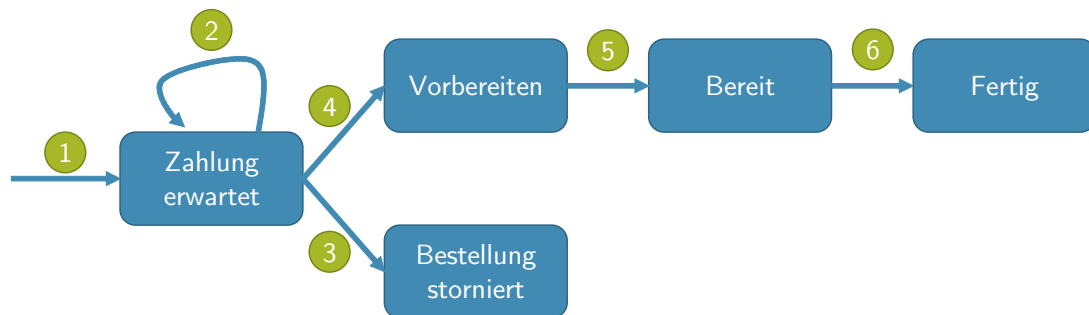 2
5
6
Vorbereiten
Bereit
Fertig
4
1
Zahlung
erwartet
3
Bestellung
storniert